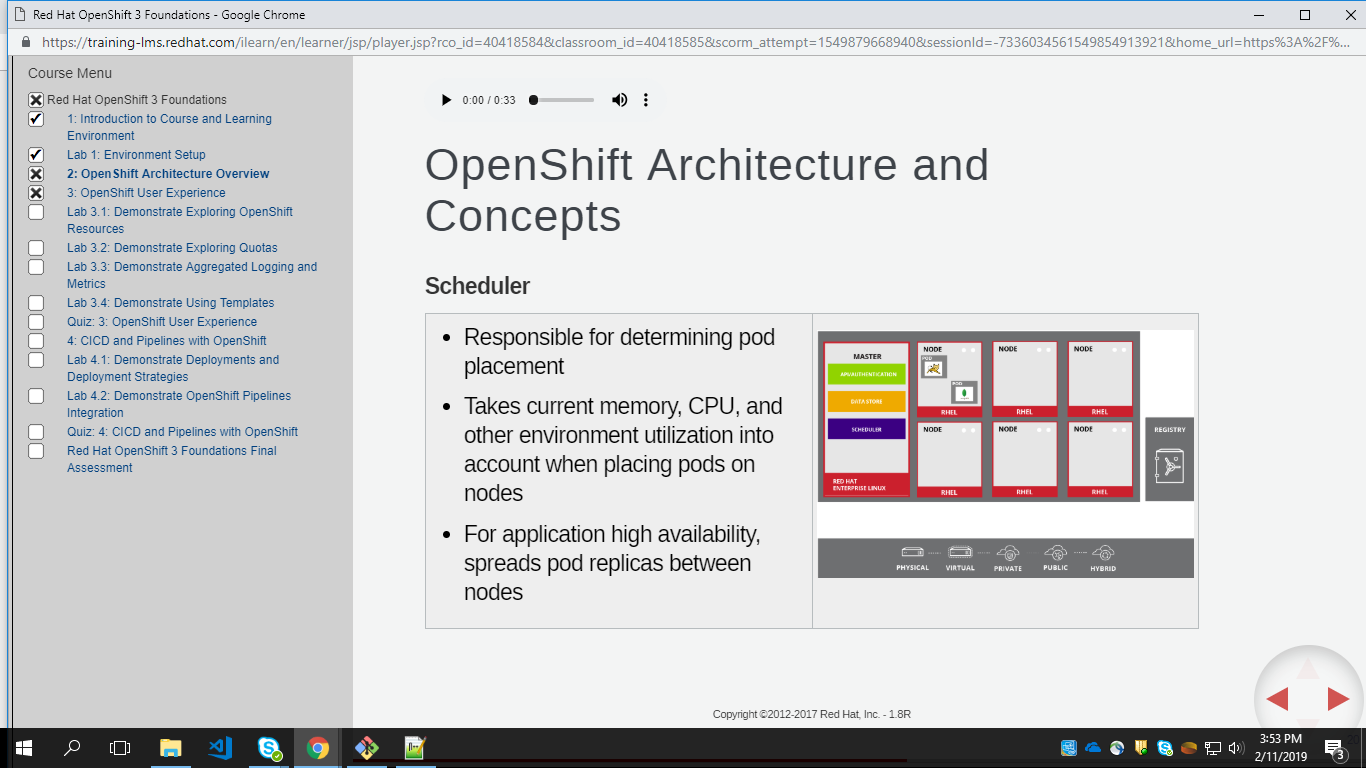 Red Hat OpenShift 3 Foundations - Google Chrome
https://training-lms.redhat.com/ilearn/en/learner/jsp/player.jsp?rco_id=40418584&classroom_id=40418585&scorm_attempt=1549879668940&sessionId=-7336034561549854913921&home_url=https%3A%2F%...
Course Menu
Red Hat OpenShift 3 Foundations
1: Introduction to Course and Learning
Environment
Lab 1: Environment Setup
2: OpenShift Architecture Overview
3: OpenShift User Experience
Lab 3.1: Demonstrate Exploring OpenShift
Resources
Lab 3.2: Demonstrate Exploring Quotas
Lab 3.3: Demonstrate Aggregated Logging and
Metrics
Lab 3.4: Demonstrate Using Templates
Quiz: 3: OpenShift User Experience
4: CICD and Pipelines with OpenShift
Lab 4.1: Demonstrate Deployments and
Deployment Strategies
Lab 4.2: Demonstrate OpenShift Pipelines
Integration
Quiz: 4: CICD and Pipelines with OpenShift
Red Hat OpenShift 3 Foundations Final
Assessment
0:00 / 0:33
OpenShift Architecture and
Concepts
Scheduler
• Responsible for determining pod
placement
• Takes current memory, CPU, and
other environment utilization into
account when placing pods on
nodes
• For application high availability,
spreads pod replicas between
nodes
MASTER
API/AUTHENTICATION
DATA STORE
SCHEDULER
RED HAT
ENTERPRISE LINUX
NODE NODE NODE
POD
POD
RHEL RHEL RHEL
NODE NODE NODE
RHEL RHEL RHEL
REGISTRY
PHYSICAL VIRTUAL PRIVATE PUBLIC HYBRID
Copyright ©2012-2017 Red Hat, Inc. - 1.8R
3:53 PM
2/11/2019
3